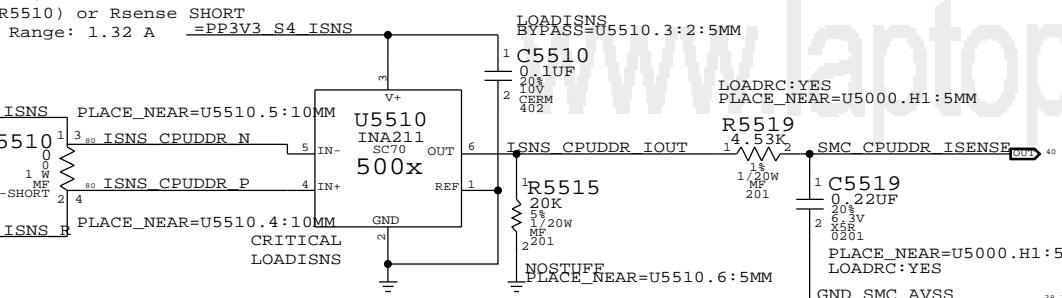 R5510) or Rsense SHORT
Range: 1.32 A
=PP3V3_S4_ISNS
LOADISNS
BYPASS=U5510.3:2:5MM
www.laptop
1
C5510
0.1UF
20%
10V
2
CERM
402
3
V+
LOADRC:YES
PLACE_NEAR=U5000.H1:5MM
ISNS
PLACE_NEAR=U5510.5:10MM
U5510
INA211
SC70
500x
R5519
4.53K
1
2
1%
1/20W
MF
201
5510
0
0
1 W
MF
-SHORT
1
3
2
4
80
ISNS_CPUDDR_N
5
IN-
OUT
6
ISNS_CPUDDR_IOUT
SMC_CPUDDR_ISENSE
OUT
40
80
ISNS_CPUDDR_P
4
IN+
REF
1
1
R5515
20K
5%
1/20W
MF
2
201
1
C5519
0.22UF
20%
2
6.3V
X5R
0201
ISNS_R
PLACE_NEAR=U5510.4:10MM
GND
2
CRITICAL
LOADISNS
PLACE_NEAR=U5000.H1:5
LOADRC:YES
NOSTUFF
PLACE_NEAR=U5510.6:5MM
GND_SMC_AVSS